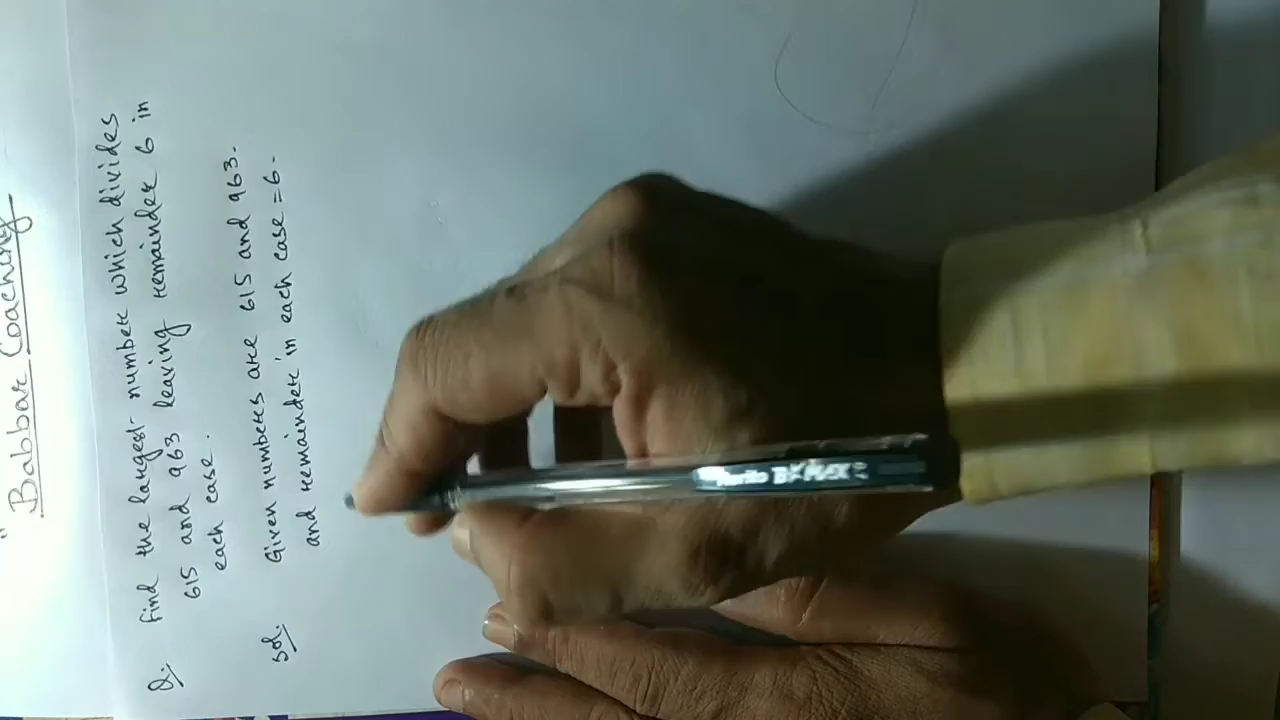 " Babbar Coaching
Q. Find the largest number which divides
615 and 963 leaving remainder 6 in
each case.
Sol. Given numbers are 615 and 963.
and remainder in each case = 6.